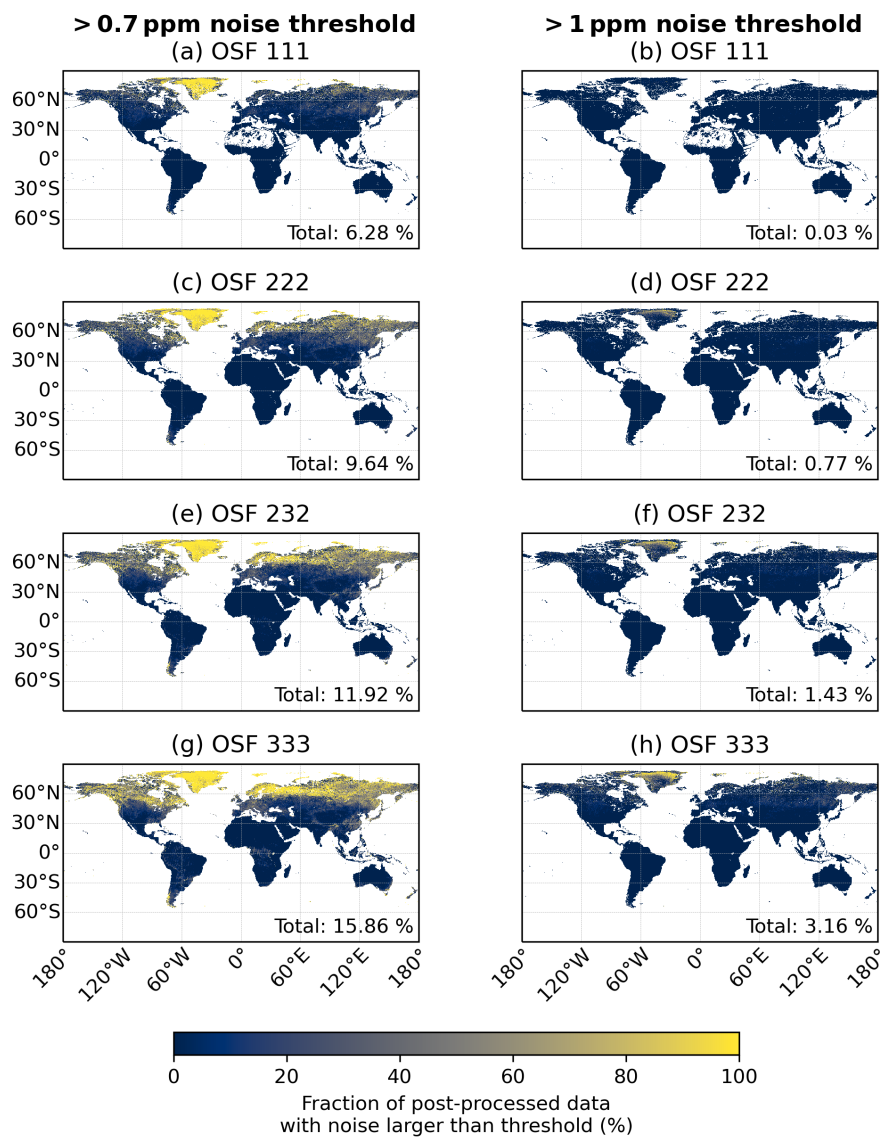 > 0.7 ppm noise threshold
> 1 ppm noise threshold
(a) OSF 111
(b) OSF 111
60°N
30°N
0°
30°S
60°S
Total: 6.28 %
Total: 0.03 %
(c) OSF 222
(d) OSF 222
60°N
30°N
0°
30°S
60°S
Total: 9.64 %
Total: 0.77 %
(e) OSF 232
(f) OSF 232
60°N
30°N
0°
30°S
60°S
Total: 11.92 %
Total: 1.43 %
(g) OSF 333
(h) OSF 333
60°N
30°N
0°
30°S
60°S
Total: 15.86 %
Total: 3.16 %
180° 120°W 60°W 0° 60°E 120°E 180°
180° 120°W 60°W 0° 60°E 120°E 180°
0 20 40 60 80 100
Fraction of post-processed data
with noise larger than threshold (%)